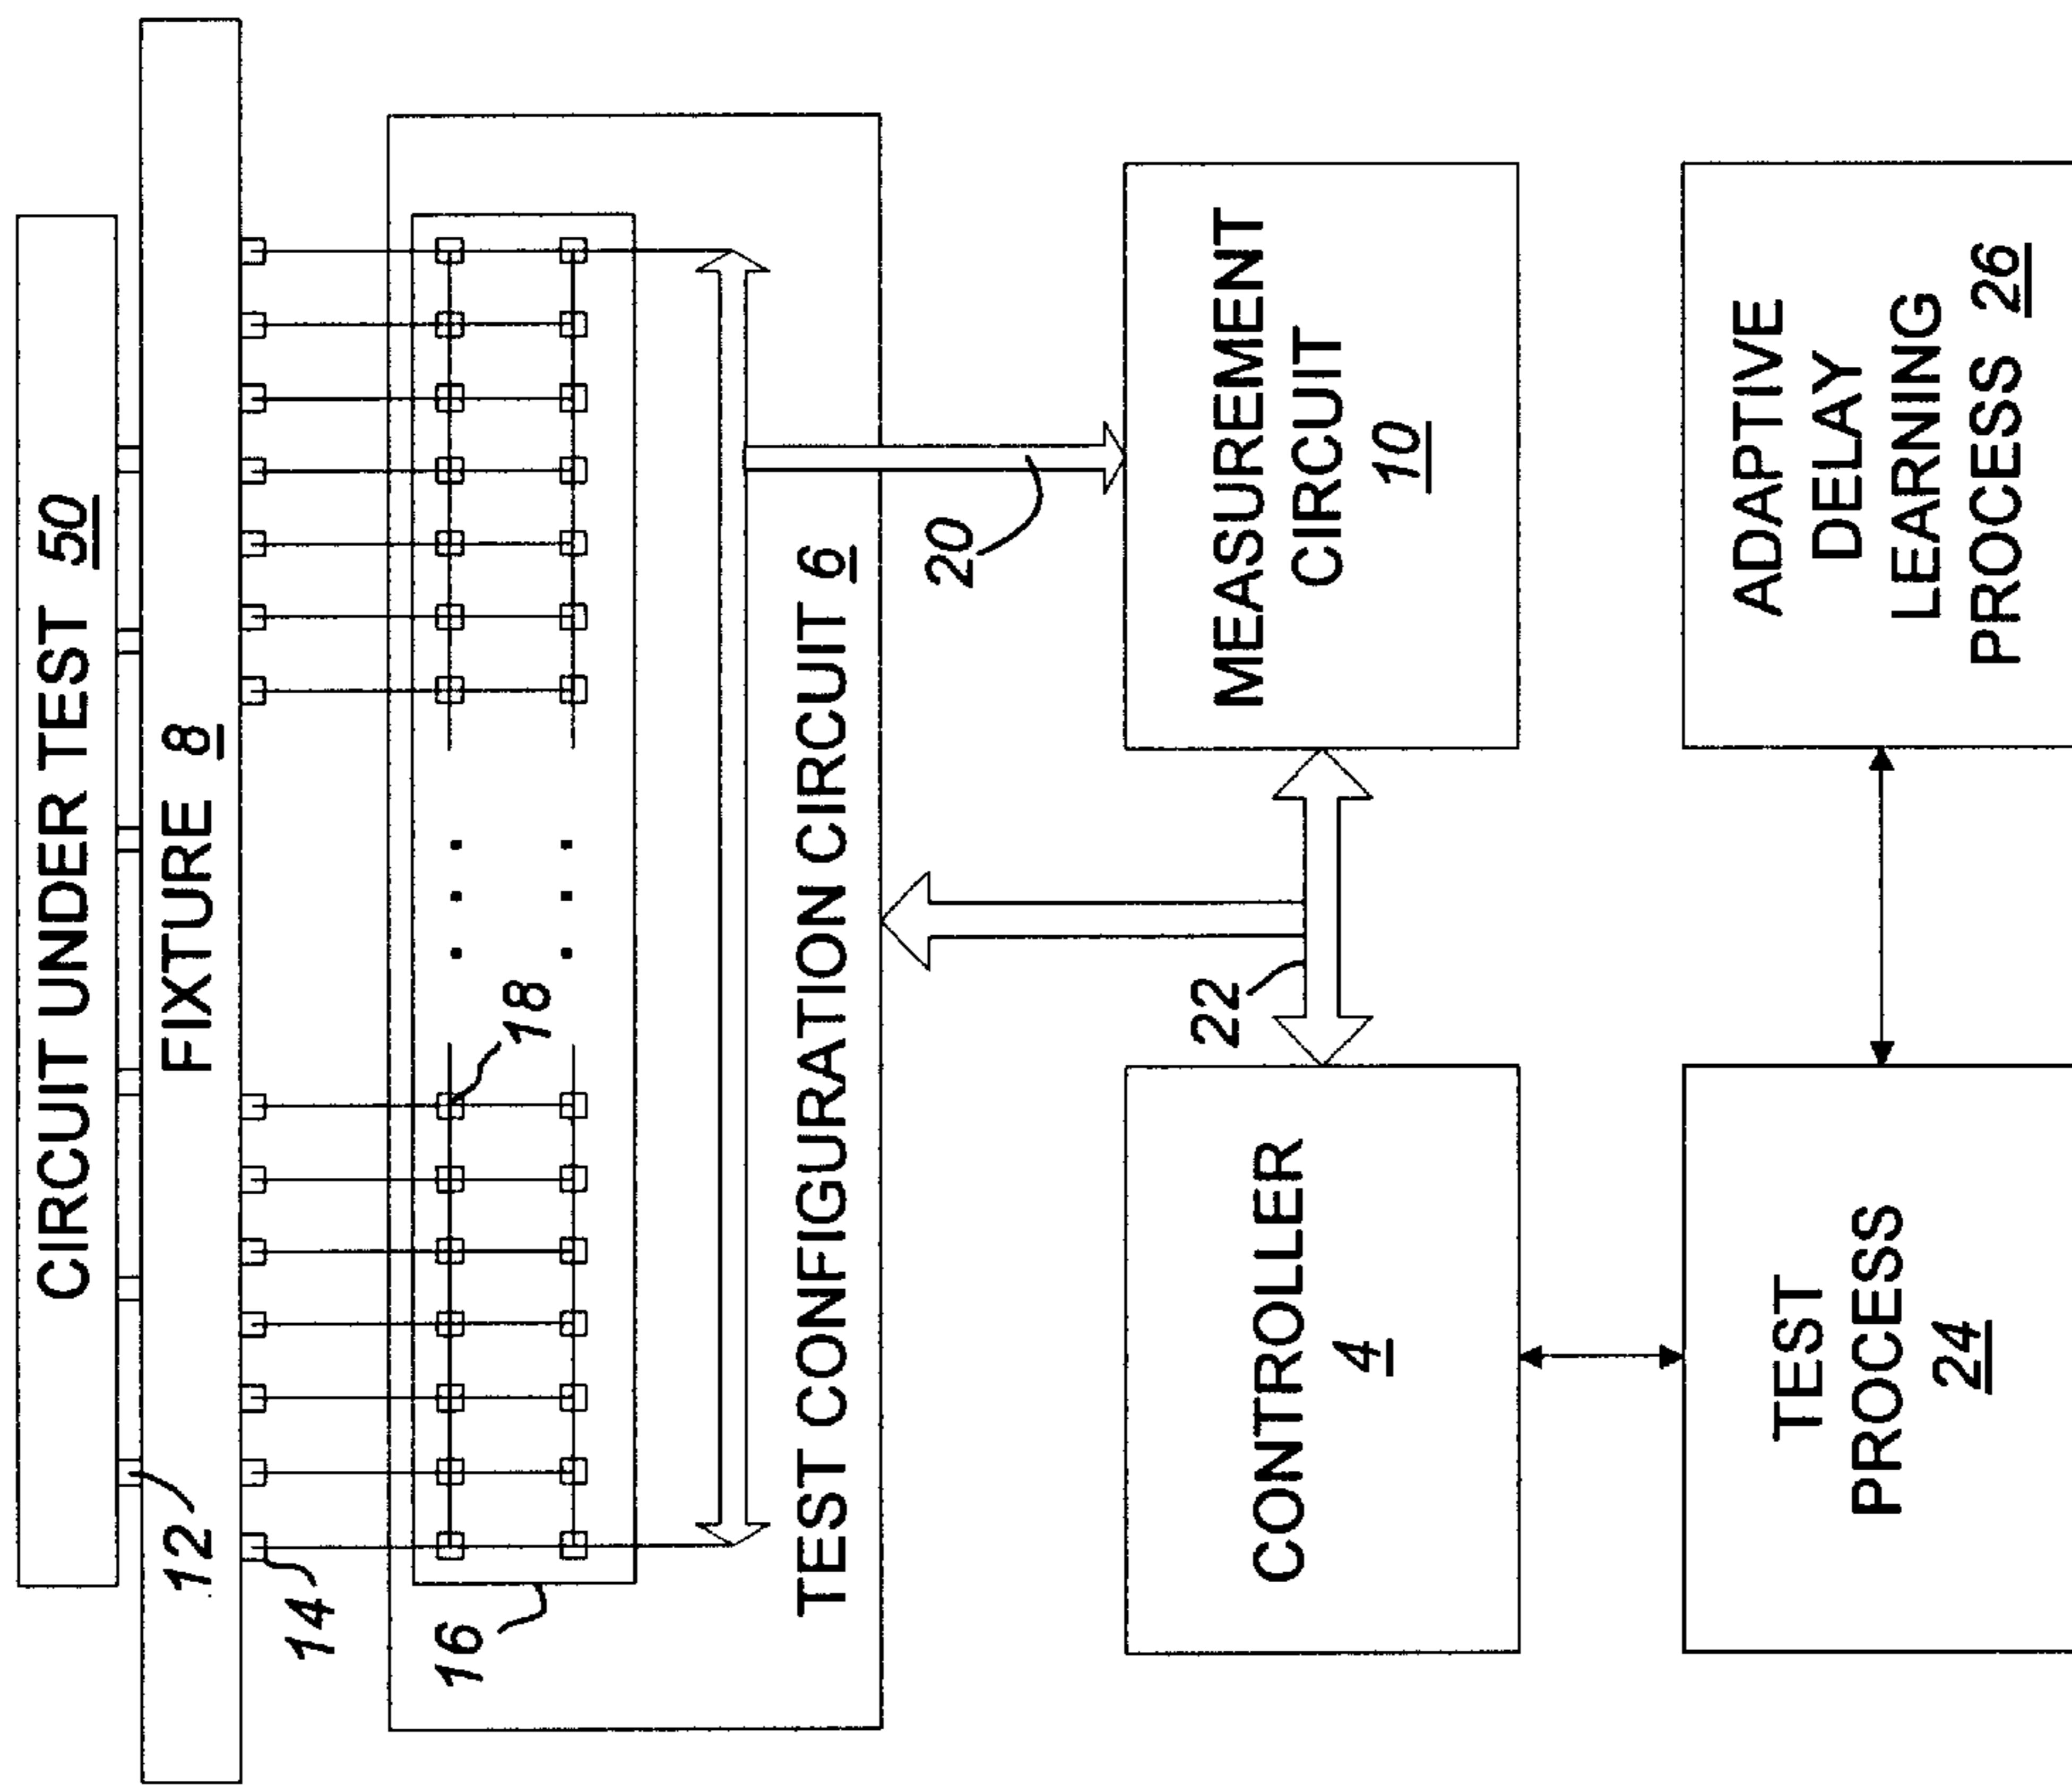 CIRCUIT UNDER TEST 50
12
FIXTURE 8
14
16
18
TEST CONFIGURATION CIRCUIT 6
20
22
CONTROLLER
4
MEASUREMENT
CIRCUIT
10
TEST
PROCESS
24
ADAPTIVE
DELAY
LEARNING
PROCESS 26